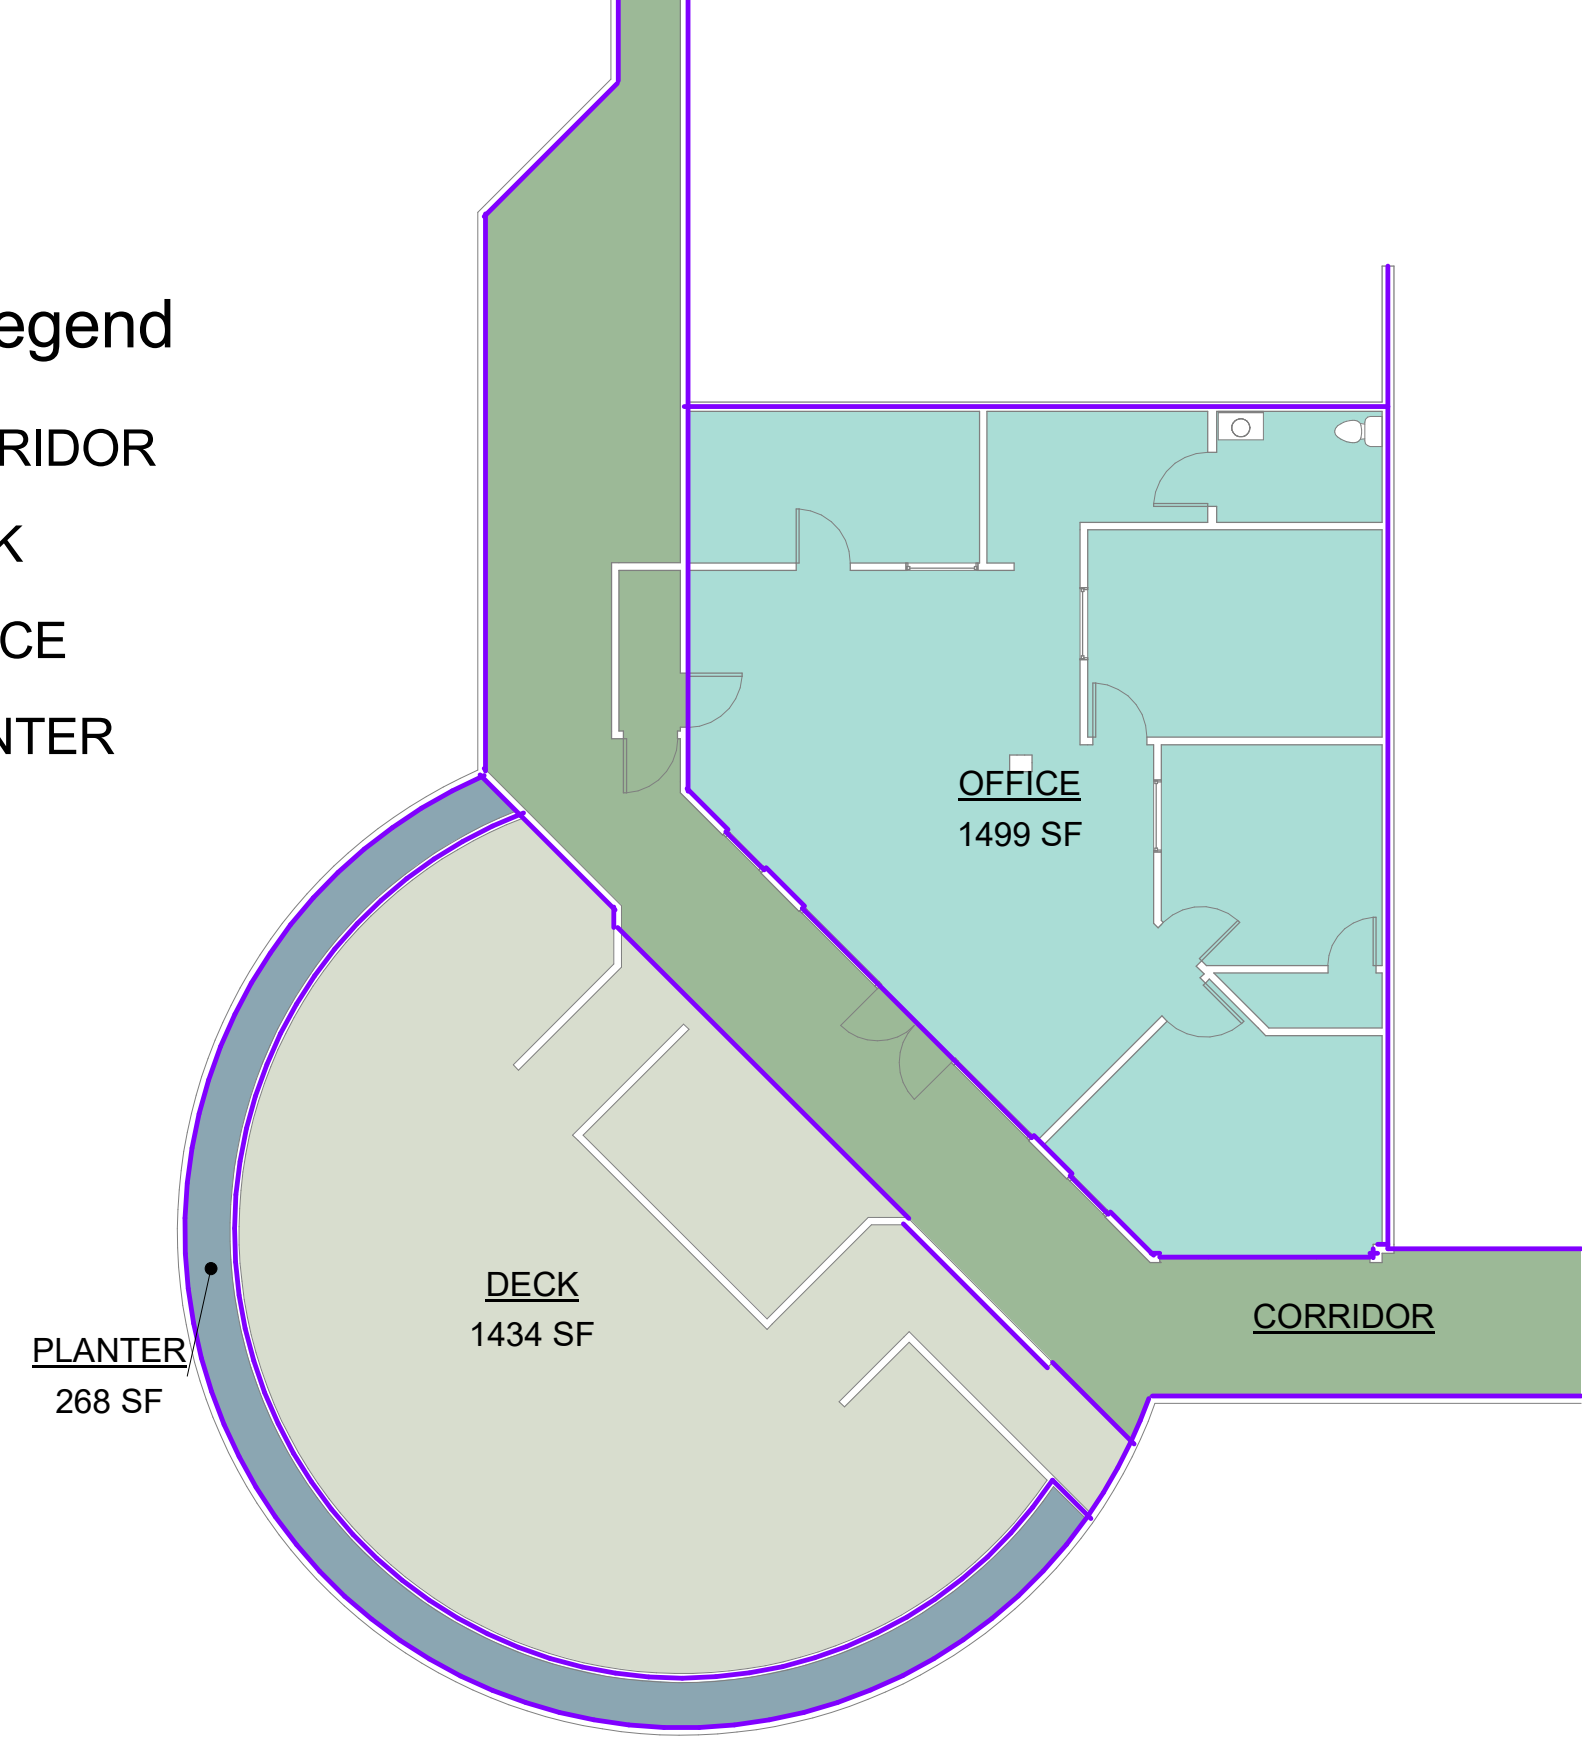 egend
RIDOR
K
CE
NTER
OFFICE
1499 SF
DECK
1434 SF
CORRIDOR
PLANTER
268 SF